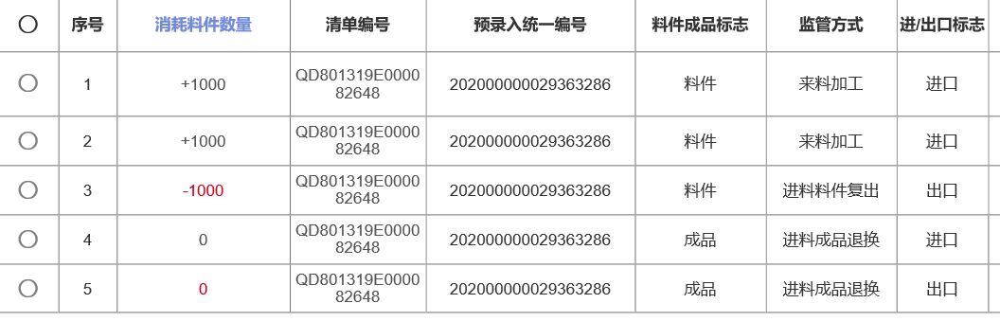 序号 消耗料件数量 清单编号 预录入统一编号 料件成品标志 监管方式 进/出口标志
1 +1000 QD801319E0000
82648 202000000029363286 料件 来料加工 进口
2 +1000 QD801319E0000
82648 202000000029363286 料件 来料加工 进口
3 -1000 QD801319E0000
82648 202000000029363286 料件 进料料件复出 出口
4 0 QD801319E0000
82648 202000000029363286 成品 进料成品退换 进口
5 0 QD801319E0000
82648 202000000029363286 成品 进料成品退换 出口